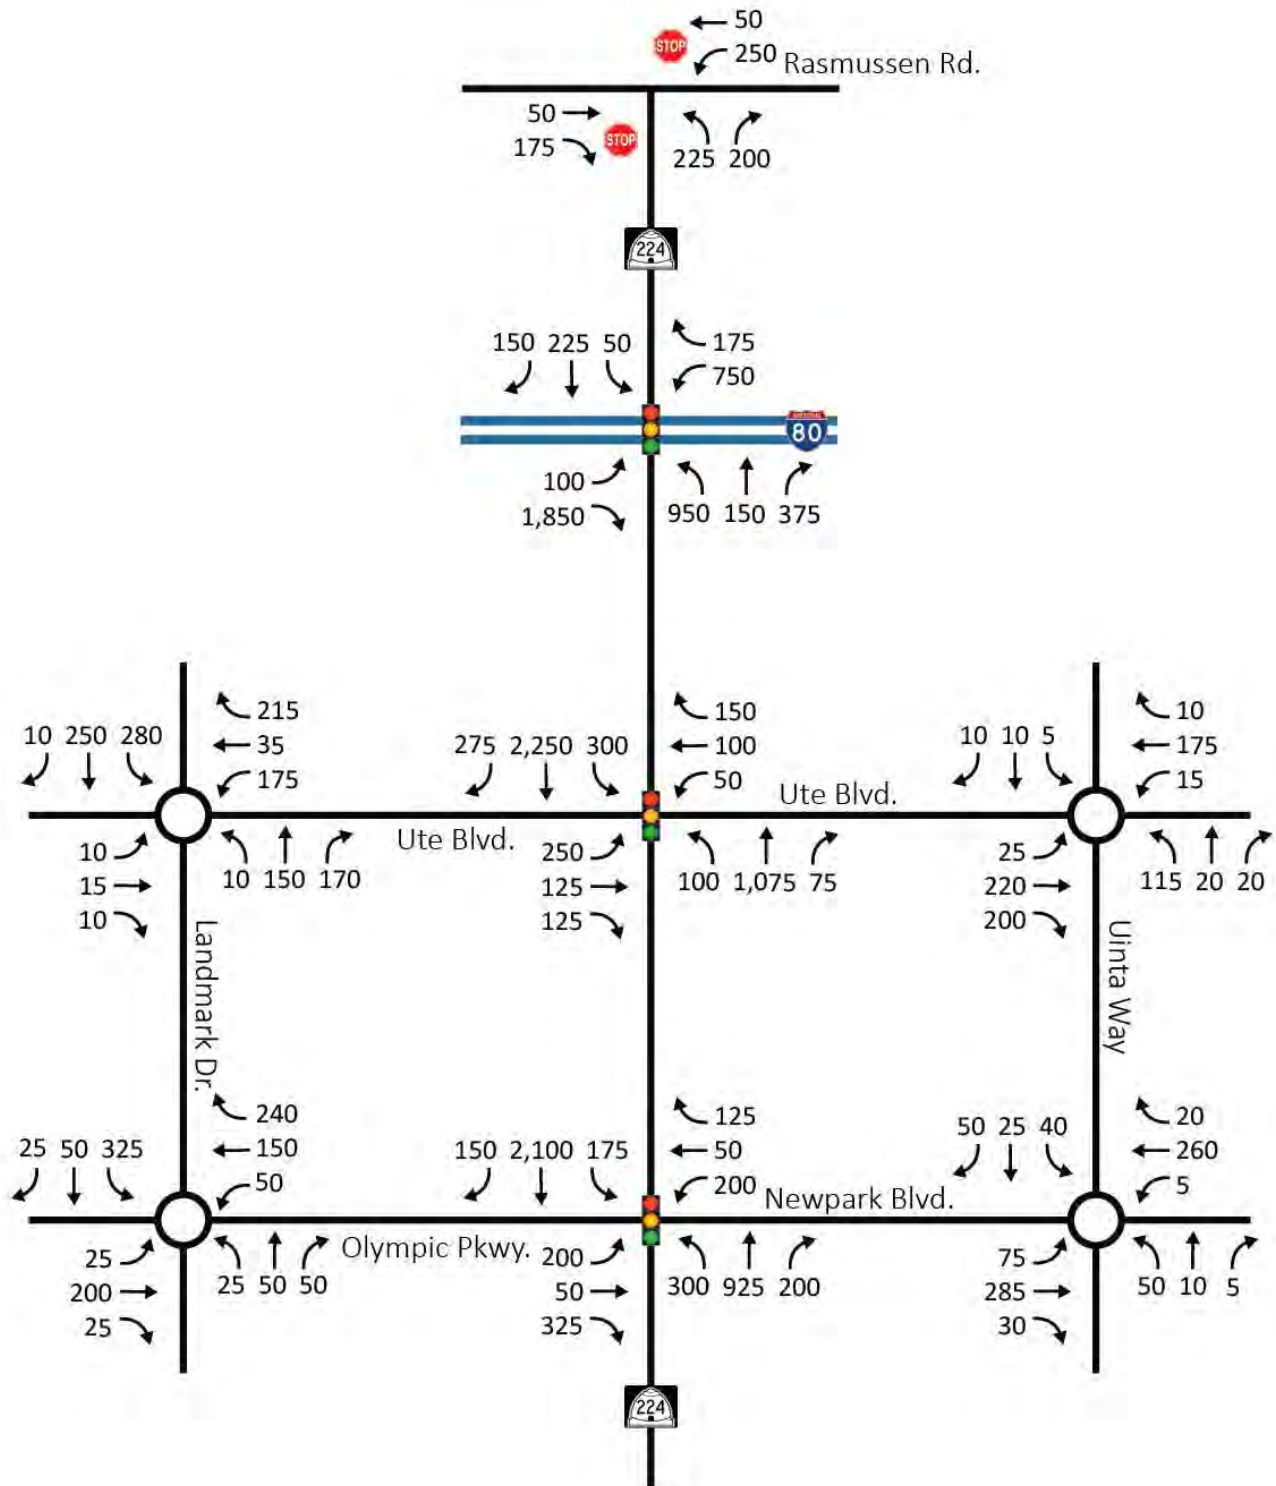 50
STOP
250 Rasmussen Rd.
50
STOP
175
225 200
224
150 225 50
175
750
INTERSTATE
80
100
1,850
950 150 375
215
35
175
10 250 280
10
15
10
10 150 170
Ute Blvd.
275 2,250 300
150
100
50
Ute Blvd.
250
125
125
100 1,075 75
10 10 5
10
175
15
25
220
200
115 20 20
Landmark Dr.
Uinta Way
25 50 325
240
150
50
25
200
25
25 50 50
Olympic Pkwy.
150 2,100 175
125
50
200
Newpark Blvd.
200
50
325
300 925 200
50 25 40
20
260
5
75
285
30
50 10 5
224